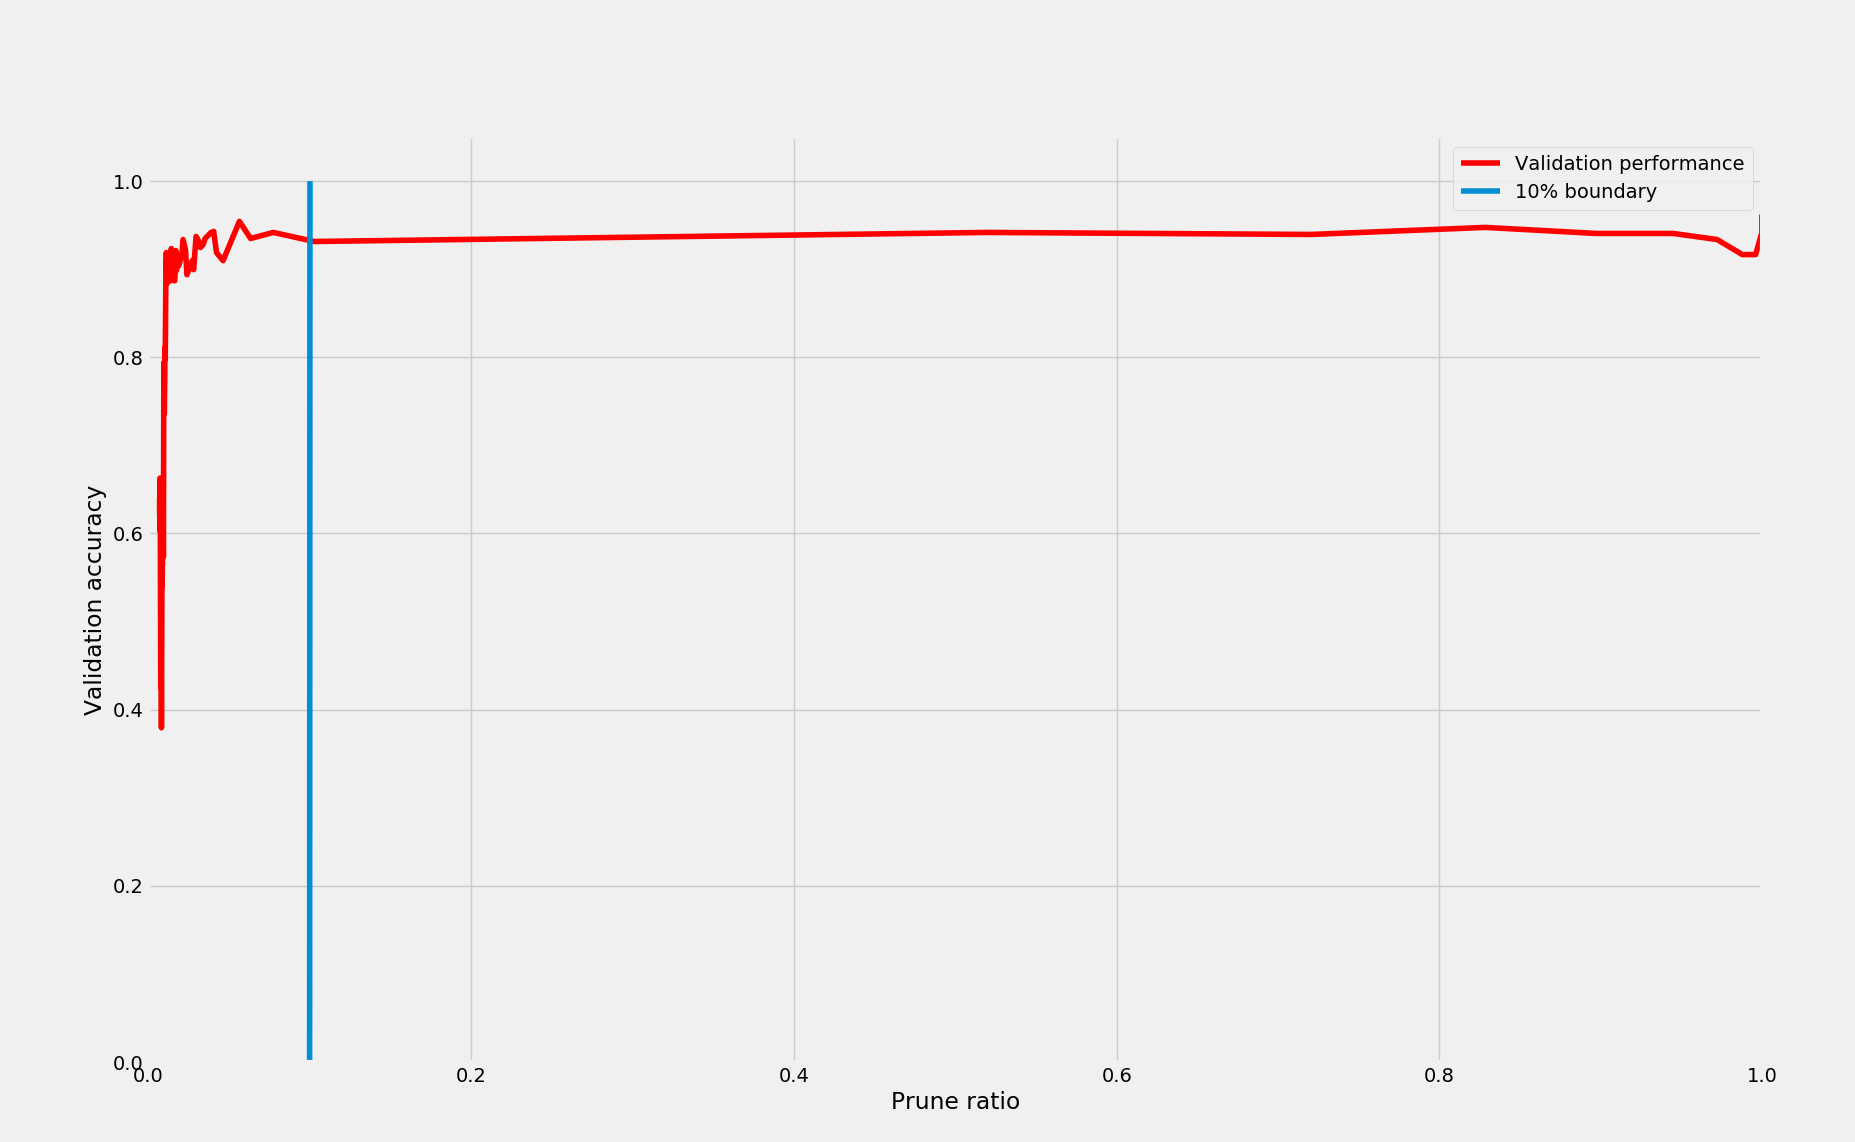 Validation performance
10% boundary
1.0
0.8
0.6
0.4
0.2
0.0
Validation accuracy
0.0 0.2 0.4 0.6 0.8 1.0
Prune ratio